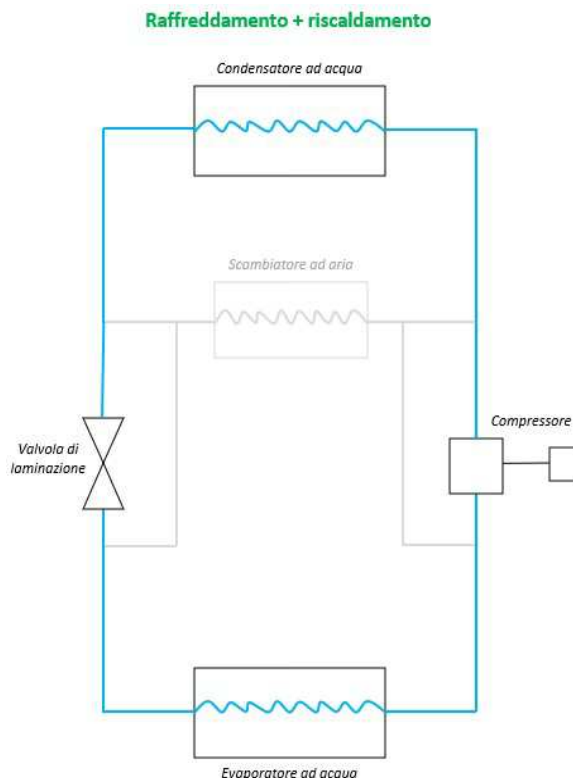 Raffreddamento + riscaldamento
Condensatore ad acqua
Scambiatore ad aria
Compressore
Valvola di
laminazione
Evaporatore ad acqua